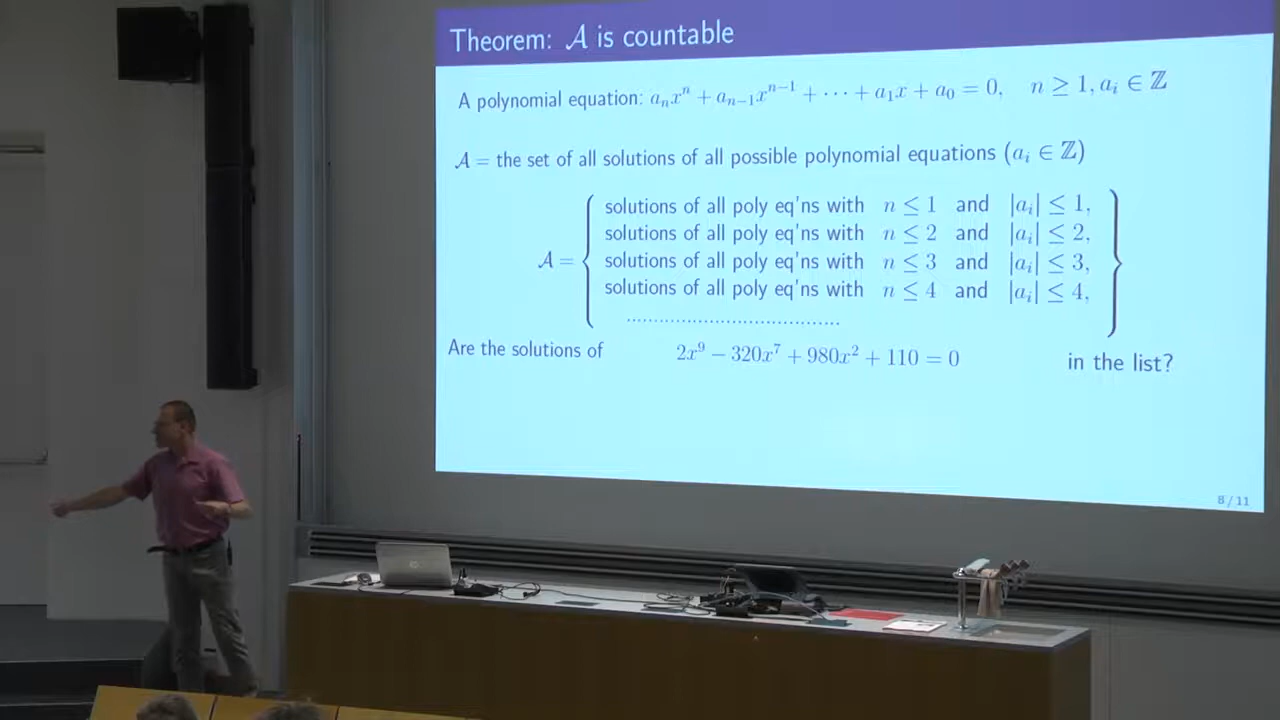 Theorem: 𝒜 is countable
A polynomial equation: aₙxⁿ + aₙ₋₁xⁿ⁻¹ + ⋯ + a₁x + a₀ = 0, n ≥ 1, aᵢ ∈ ℤ
𝒜 = the set of all solutions of all possible polynomial equations (aᵢ ∈ ℤ)
solutions of all poly eq'ns with n ≤ 1 and |aᵢ| ≤ 1,
solutions of all poly eq'ns with n ≤ 2 and |aᵢ| ≤ 2,
𝒜 = { solutions of all poly eq'ns with n ≤ 3 and |aᵢ| ≤ 3, }
solutions of all poly eq'ns with n ≤ 4 and |aᵢ| ≤ 4,
.......................................
Are the solutions of 2x⁹ − 320x⁷ + 980x² + 110 = 0 in the list?
8 / 11